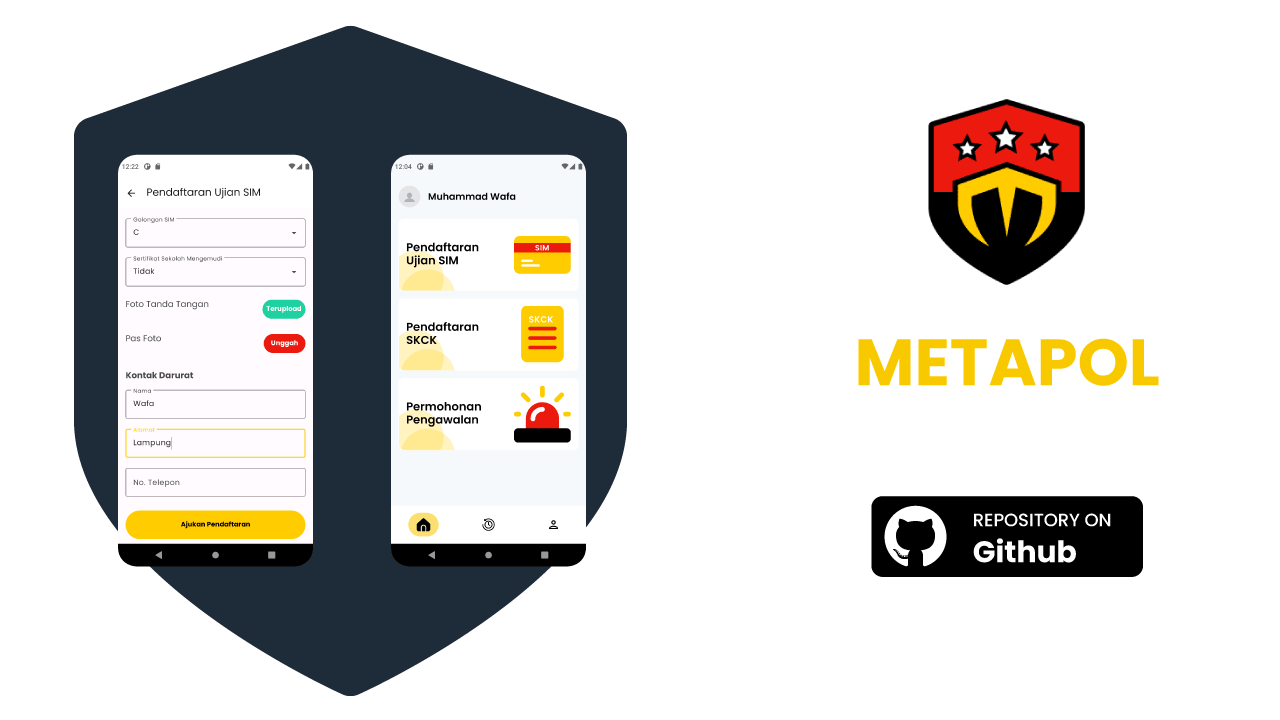 12:22
Pendaftaran Ujian SIM
Golongan SIM
C
Sertifikat Sekolah Mengemudi
Tidak
Foto Tanda Tangan
Terupload
Pas Foto
Unggah
Kontak Darurat
Nama
Wafa
Alamat
Lampung
No. Telepon
Ajukan Pendaftaran
12:04
Muhammad Wafa
Pendaftaran
Ujian SIM
SIM
Pendaftaran
SKCK
SKCK
Permohonan
Pengawalan
METAPOL
REPOSITORY ON
Github